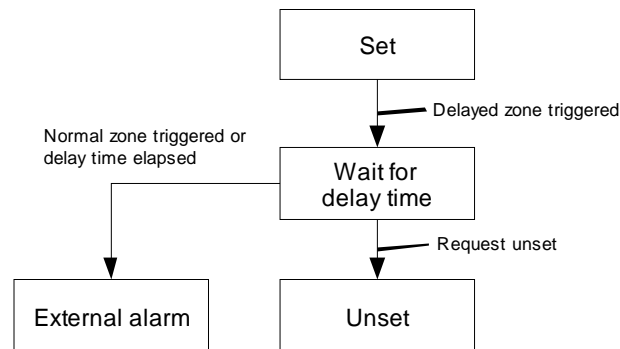 Set
Delayed zone triggered
Normal zone triggered or
delay time elapsed
Wait for
delay time
Request unset
External alarm
Unset